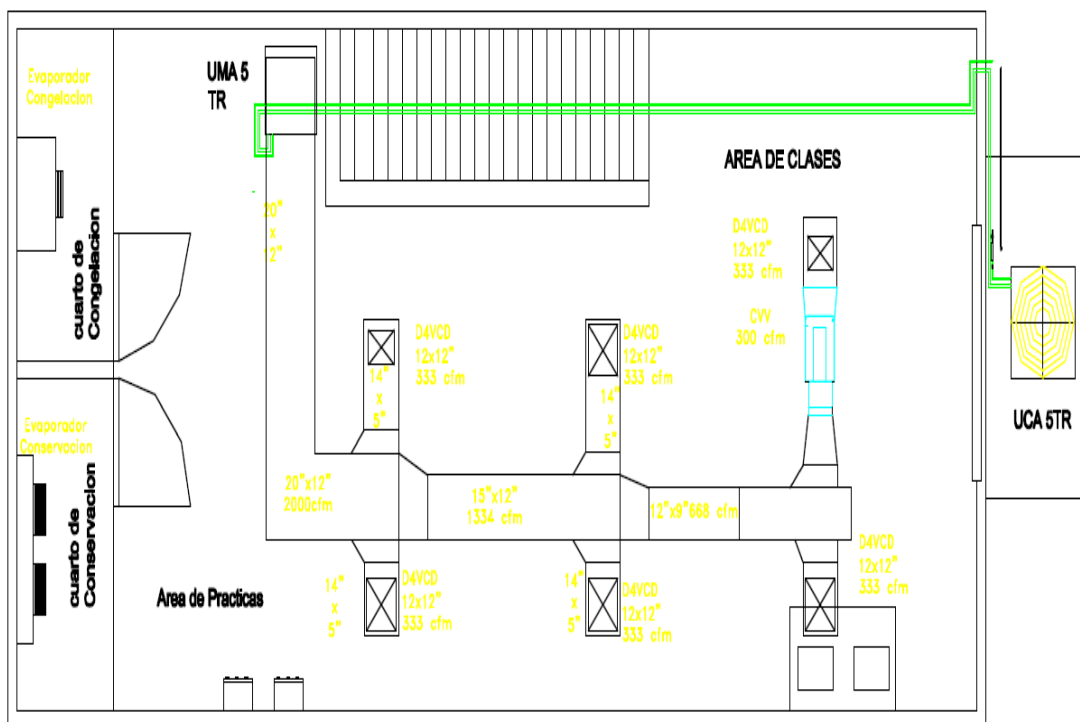 Evaporador
Congelacion
cuarto de
Congelacion
Evaporador
Conservacion
cuarto de
Conservacion
UMA 5
TR
20"
x
12"
AREA DE CLASES
D4VCD
12x12"
333 cfm
CVV
300 cfm
UCA 5TR
D4VCD
12x12"
333 cfm
14"
x
5"
D4VCD
12x12"
333 cfm
14"
x
5"
20"x12"
2000cfm
15"x12"
1334 cfm
12"x9"668 cfm
Area de Practicas
14"
x
5"
D4VCD
12x12"
333 cfm
14"
x
5"
D4VCD
12x12"
333 cfm
D4VCD
12x12"
333 cfm